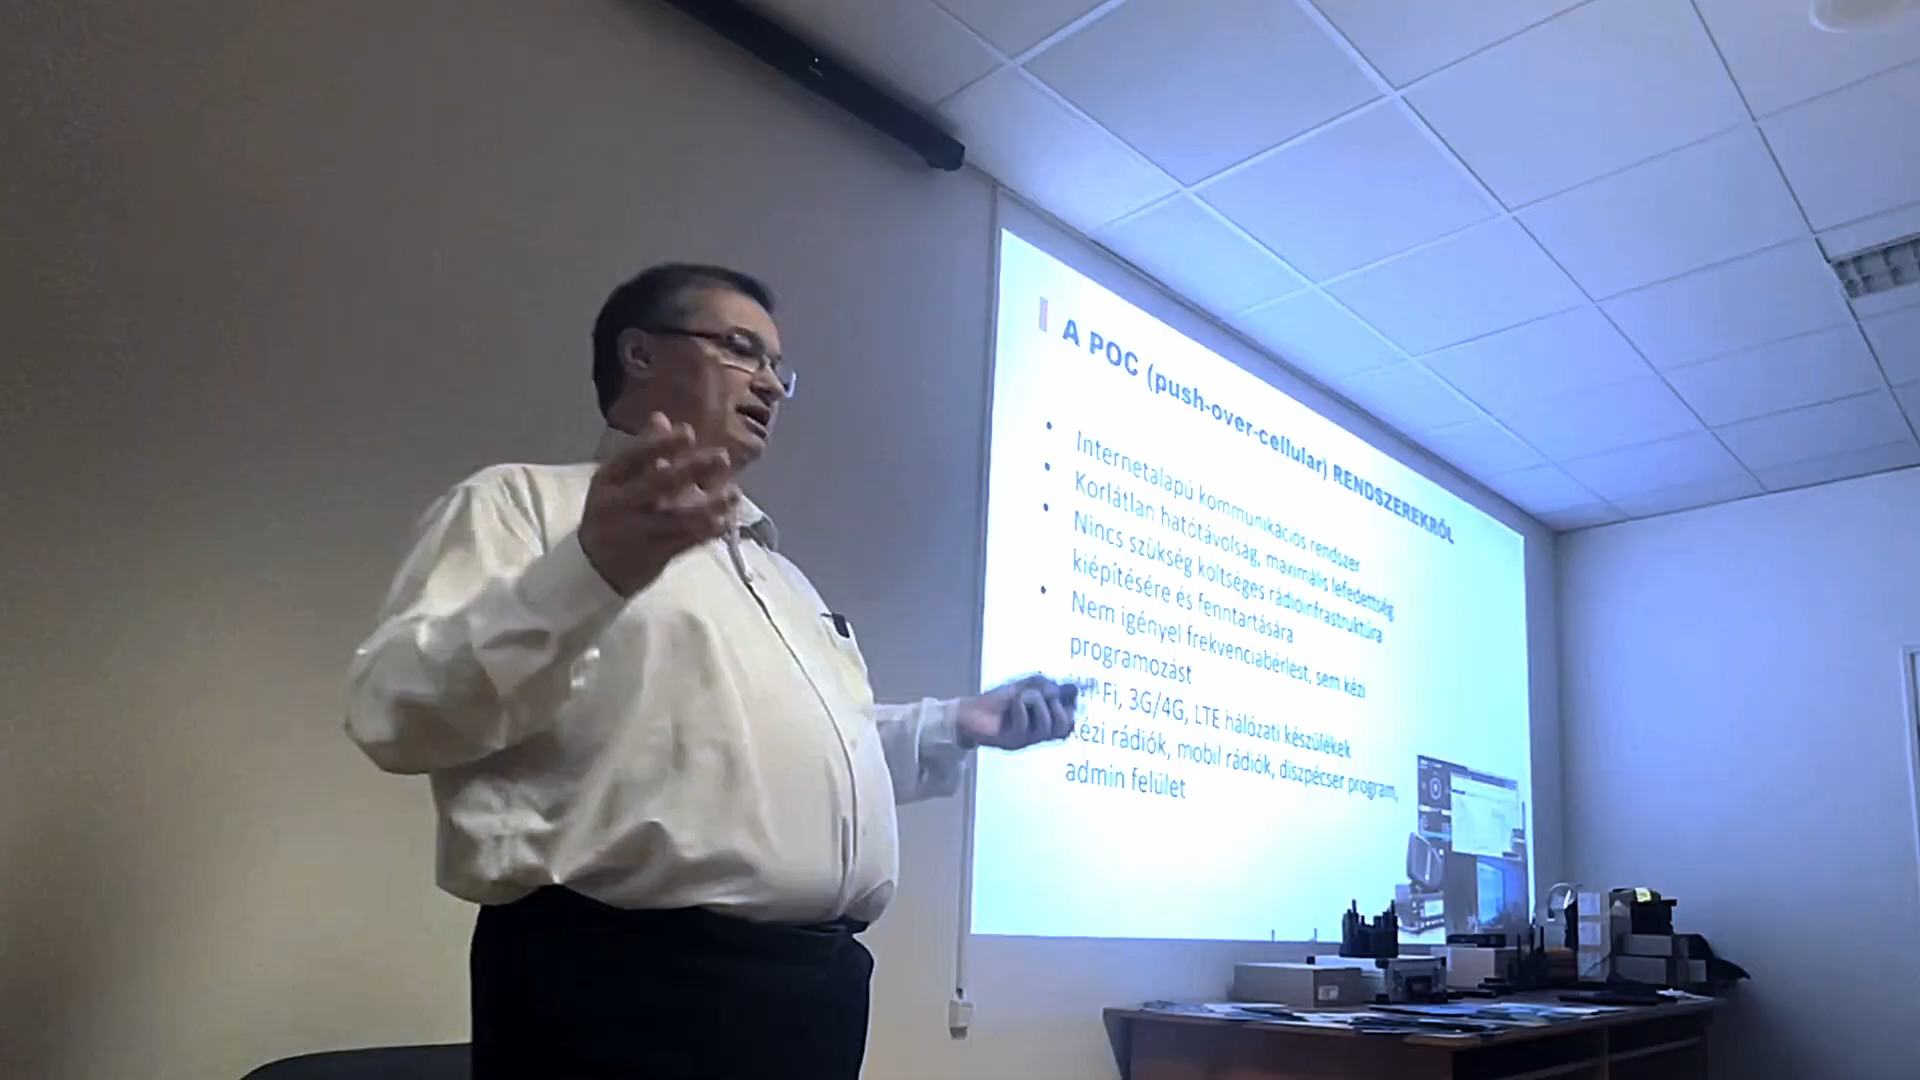 A POC (push-over-cellular) RENDSZEREKRŐL
Internetalapú kommunikációs rendszer
Korlátlan hatótávolság, maximális lefedettség
Nincs szükség költséges rádióinfrastruktúra
kiépítésére és fenntartására
Nem igényel frekvenciabérlést, sem kézi
programozást
Wi-Fi, 3G/4G, LTE hálózati készülékek
Kézi rádiók, mobil rádiók, diszpécser program,
admin felület